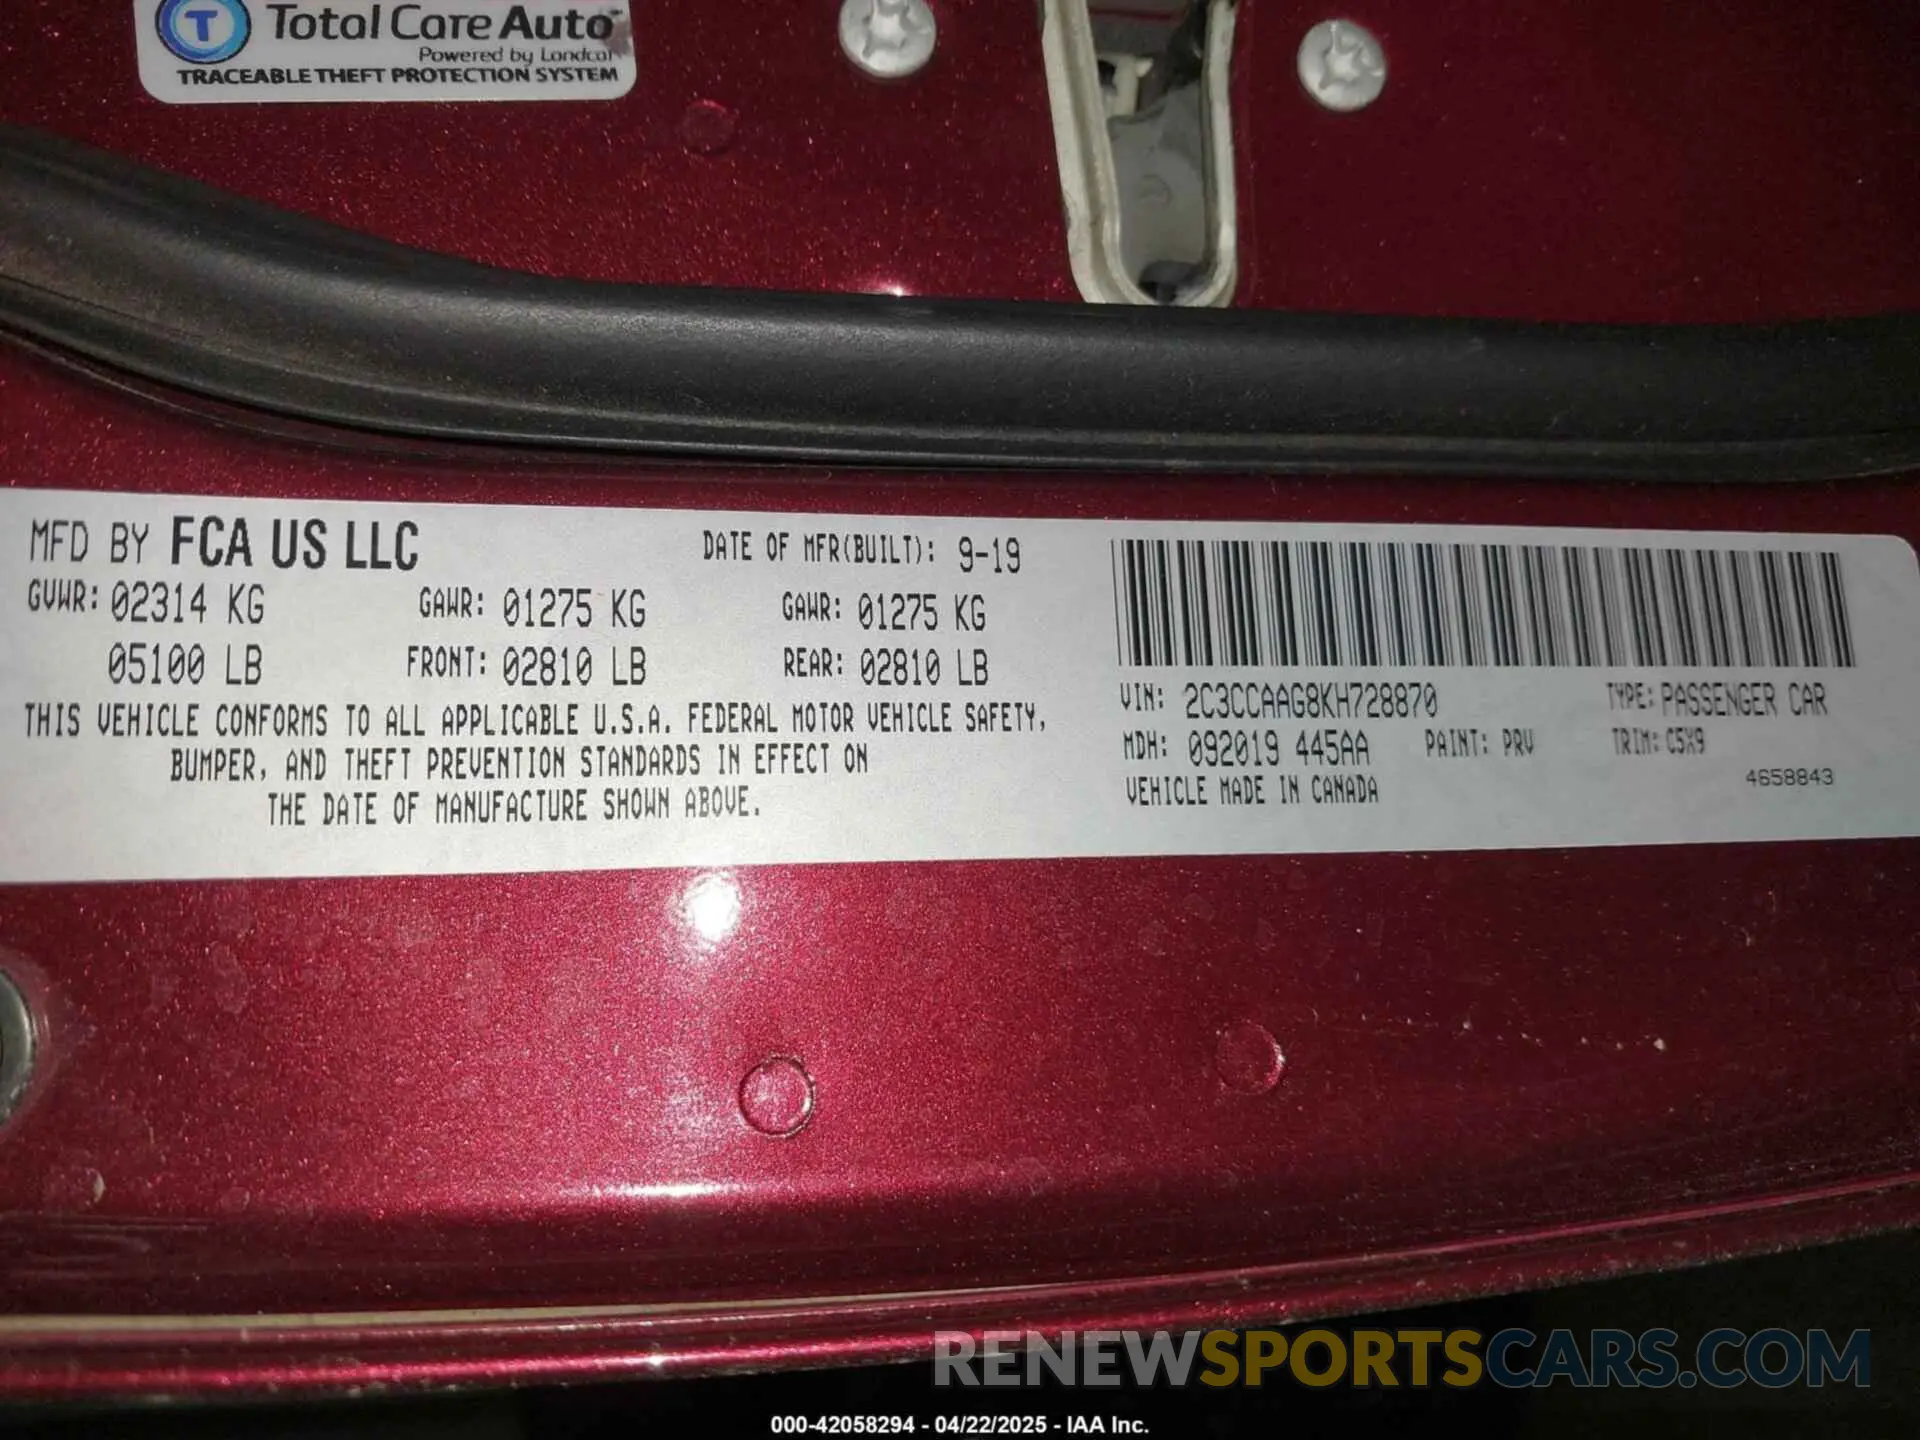 T Total Care Auto
Powered by Landcar
TRACEABLE THEFT PROTECTION SYSTEM
MFD BY FCA US LLC
DATE OF MFR(BUILT): 9-19
GVWR: 02314 KG
GAWR: 01275 KG
GAWR: 01275 KG
05100 LB
FRONT: 02810 LB
REAR: 02810 LB
THIS VEHICLE CONFORMS TO ALL APPLICABLE U.S.A. FEDERAL MOTOR VEHICLE SAFETY,
BUMPER, AND THEFT PREVENTION STANDARDS IN EFFECT ON
THE DATE OF MANUFACTURE SHOWN ABOVE.
VIN: 2C3CCAAG8KH728870
TYPE: PASSENGER CAR
MDH: 092019 445AA
PAINT: PRV
TRIM: C5X9
VEHICLE MADE IN CANADA
4658843
RENEWSPORTSCARS.COM
000-42058294 - 04/22/2025 - IAA Inc.